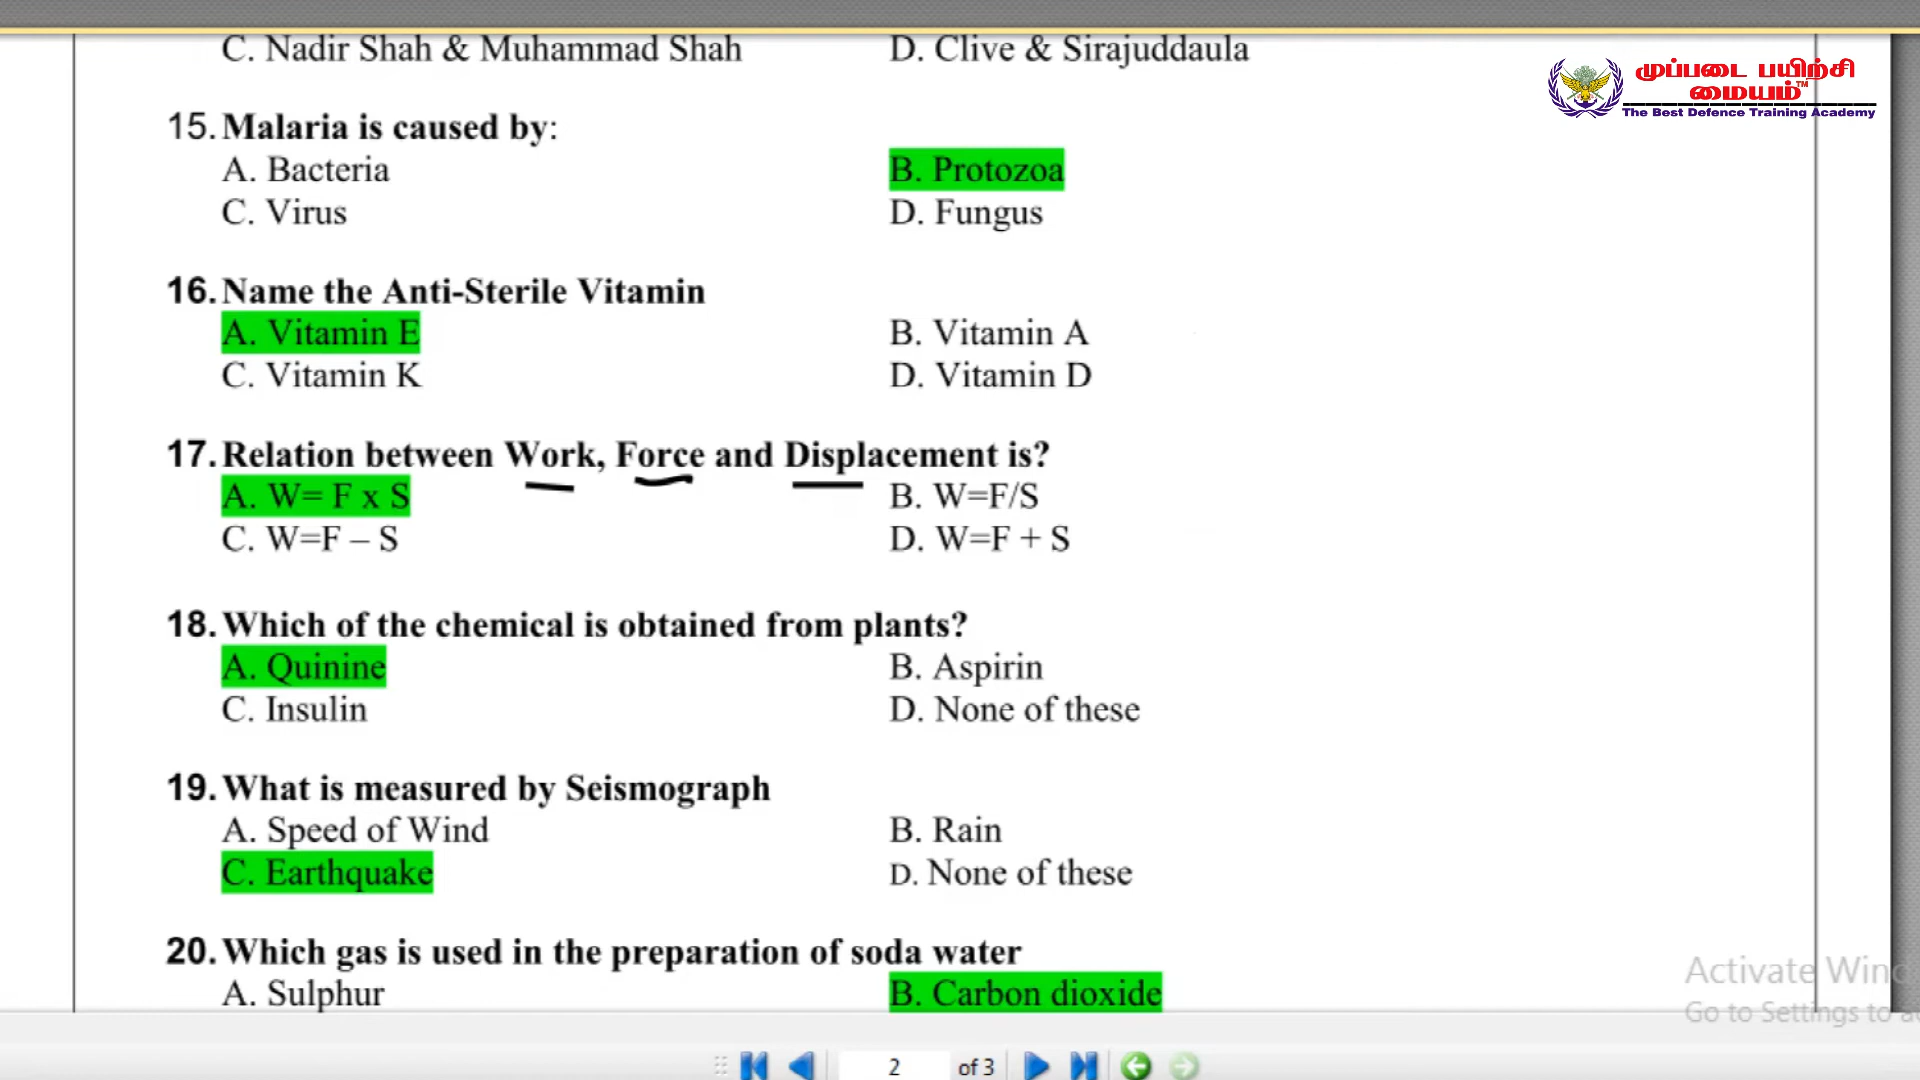 C. Nadir Shah & Muhammad Shah D. Clive & Sirajuddaula
முப்படை பயிற்சி
மையம்™
The Best Defence Training Academy
15. Malaria is caused by:
A. Bacteria B. Protozoa
C. Virus D. Fungus
16. Name the Anti-Sterile Vitamin
A. Vitamin E B. Vitamin A
C. Vitamin K D. Vitamin D
17. Relation between Work, Force and Displacement is?
A. W= F x S B. W=F/S
C. W=F – S D. W=F + S
18. Which of the chemical is obtained from plants?
A. Quinine B. Aspirin
C. Insulin D. None of these
19. What is measured by Seismograph
A. Speed of Wind B. Rain
C. Earthquake D. None of these
20. Which gas is used in the preparation of soda water
A. Sulphur B. Carbon dioxide
Activate Wind
Go to Settings to a
2 of 3